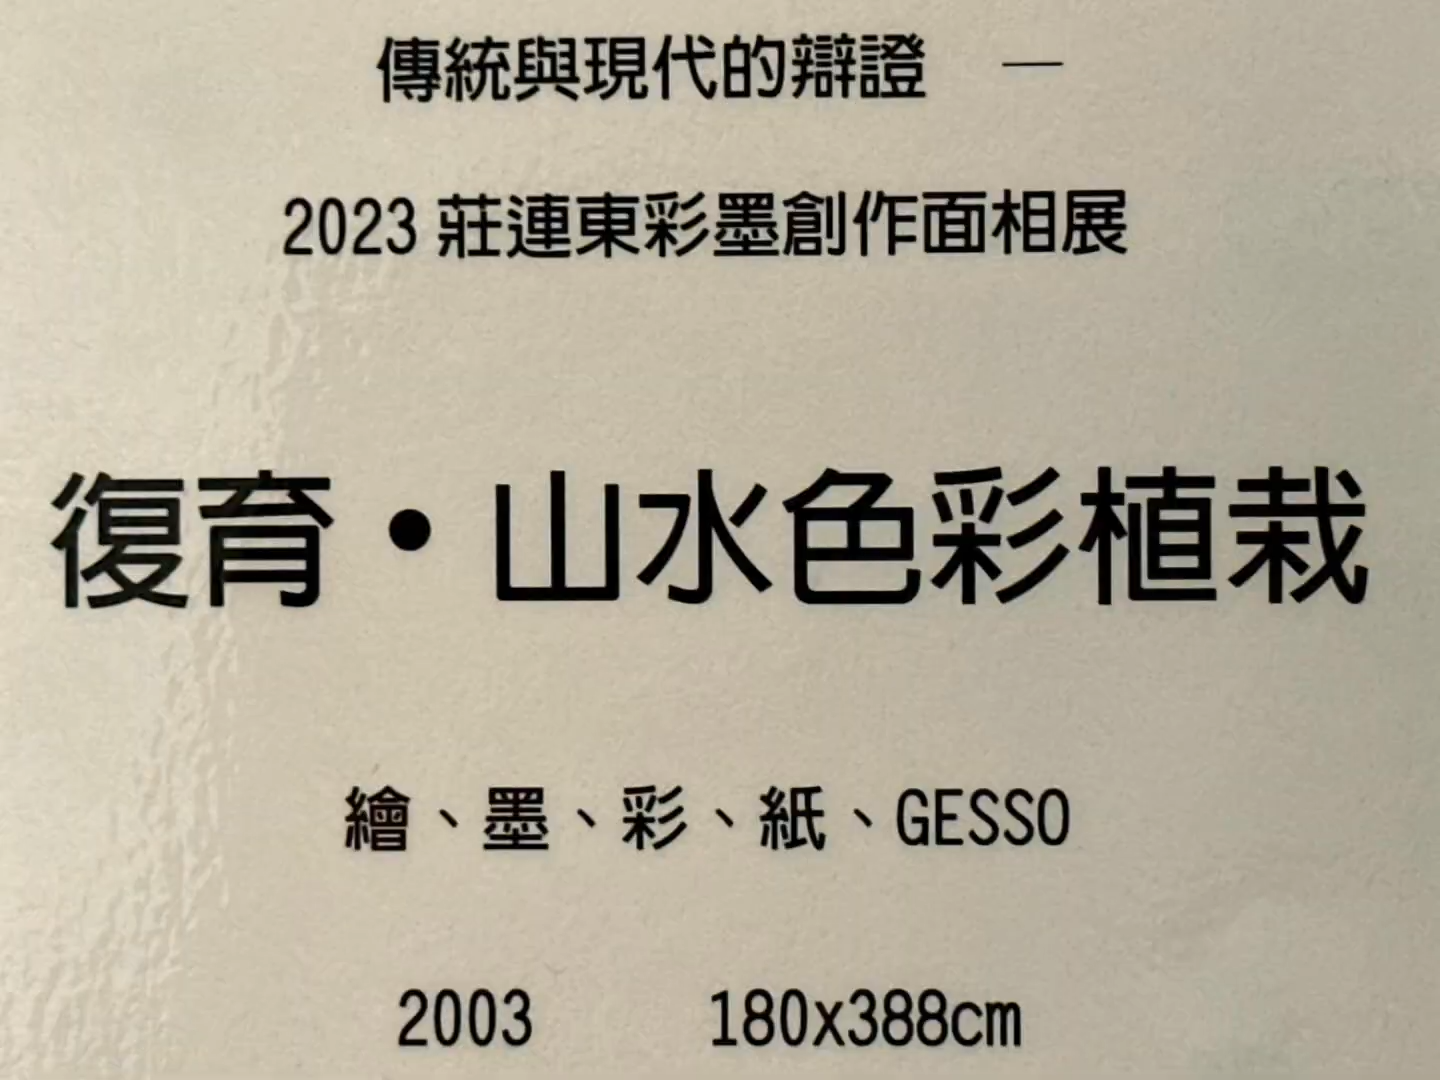 傳統與現代的辯證 —
2023 莊連東彩墨創作面相展
復育・山水色彩植栽
繪、墨、彩、紙、GESSO
2003 180x388cm